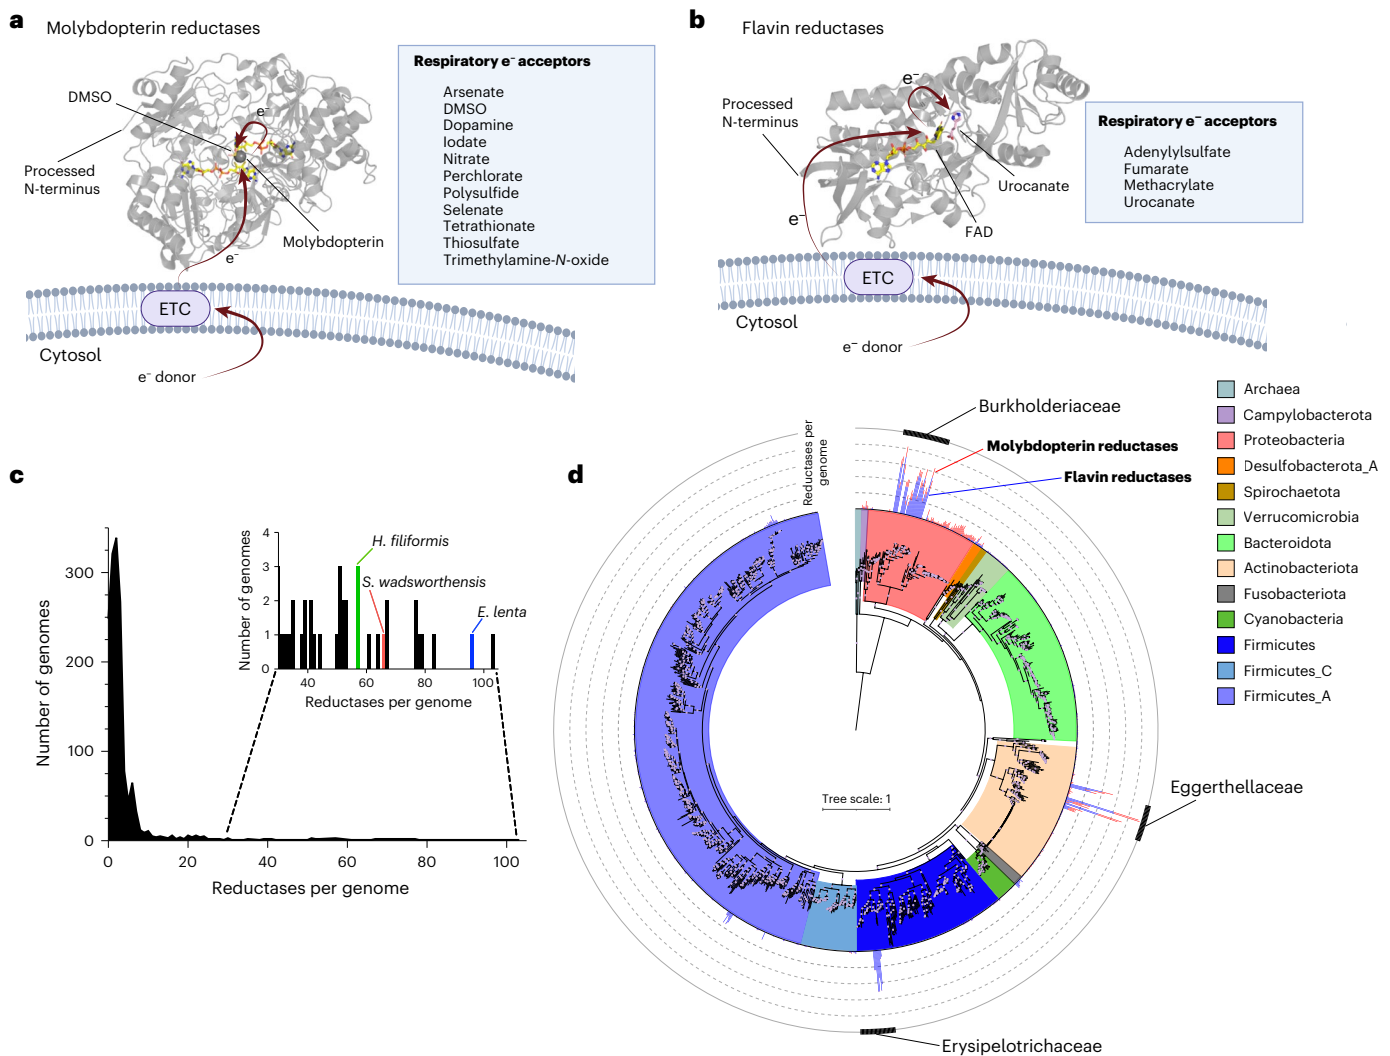 a
Molybdopterin reductases
DMSO
e⁻
Processed
N-terminus
Molybdopterin
e⁻
ETC
Cytosol
e⁻ donor
Respiratory e⁻ acceptors
Arsenate
DMSO
Dopamine
Iodate
Nitrate
Perchlorate
Polysulfide
Selenate
Tetrathionate
Thiosulfate
Trimethylamine-N-oxide
b
Flavin reductases
e⁻
Processed
N-terminus
Urocanate
FAD
e⁻
ETC
Cytosol
e⁻ donor
Respiratory e⁻ acceptors
Adenylylsulfate
Fumarate
Methacrylate
Urocanate
c
Number of genomes
300
200
100
0
0 20 40 60 80 100
Reductases per genome
Number of genomes
4
3
2
1
0
40 60 80 100
Reductases per genome
H. filiformis
S. wadsworthensis
E. lenta
d
Reductases per
genome
Burkholderiaceae
Molybdopterin reductases
Flavin reductases
Eggerthellaceae
Erysipelotrichaceae
Tree scale: 1
Archaea
Campylobacterota
Proteobacteria
Desulfobacterota_A
Spirochaetota
Verrucomicrobia
Bacteroidota
Actinobacteriota
Fusobacteriota
Cyanobacteria
Firmicutes
Firmicutes_C
Firmicutes_A